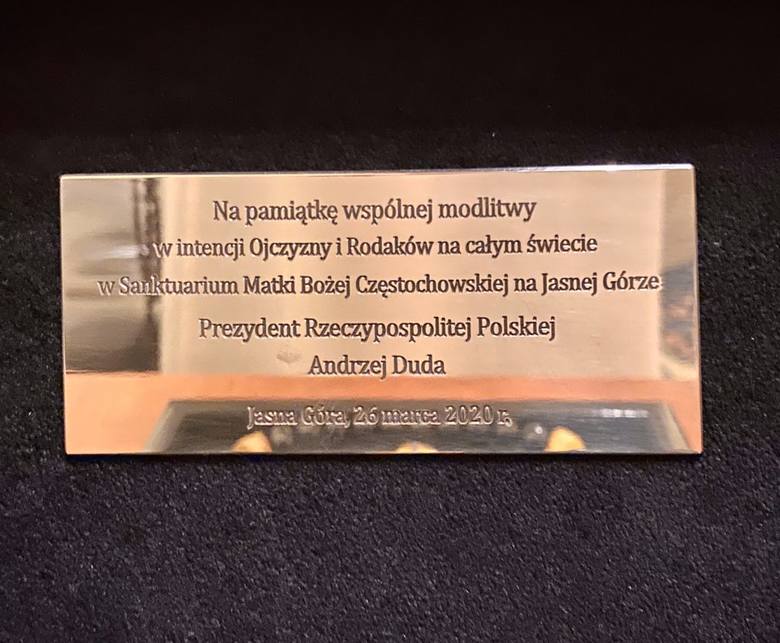 Na pamiątkę wspólnej modlitwy
w intencji Ojczyzny i Rodaków na całym świecie
w Sanktuarium Matki Bożej Częstochowskiej na Jasnej Górze
Prezydent Rzeczypospolitej Polskiej
Andrzej Duda
Jasna Góra, 26 marca 2020 r.